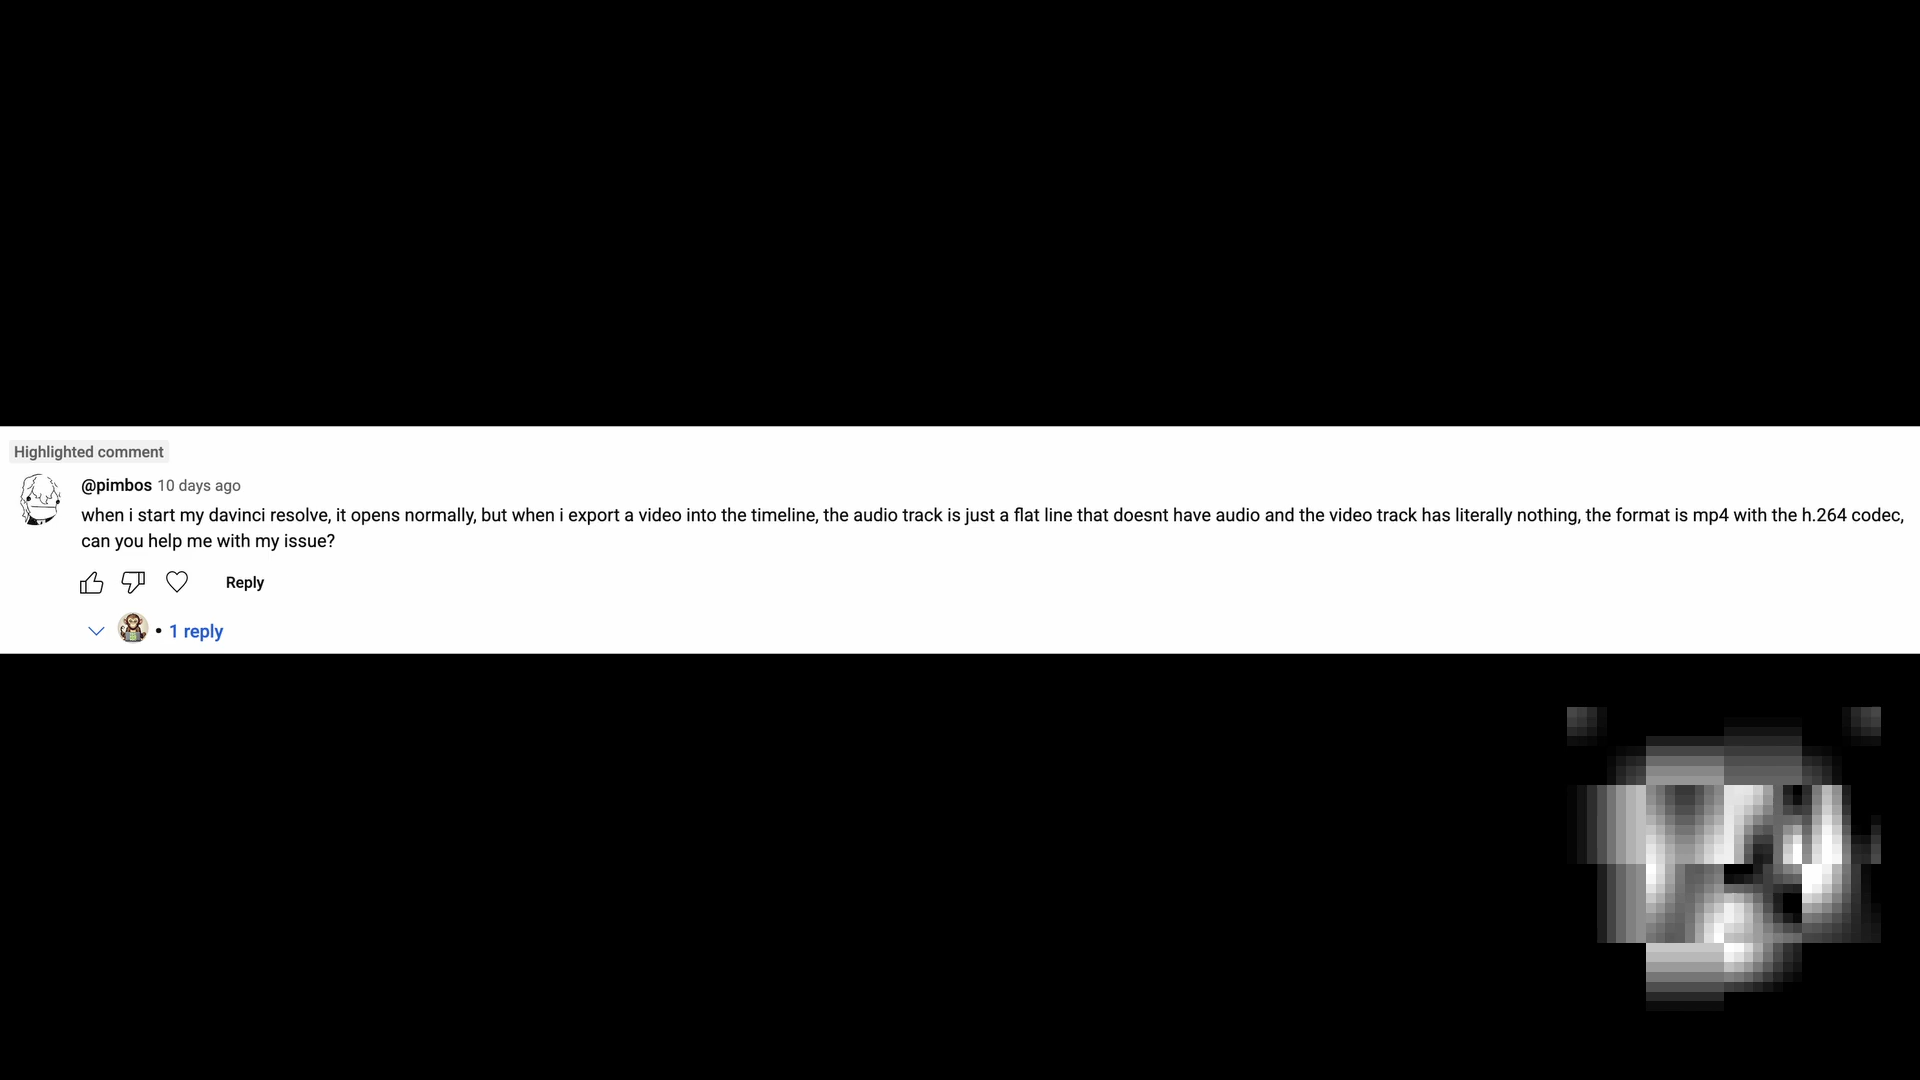 Highlighted comment
@pimbos 10 days ago
when i start my davinci resolve, it opens normally, but when i export a video into the timeline, the audio track is just a flat line that doesnt have audio and the video track has literally nothing, the format is mp4 with the h.264 codec,
can you help me with my issue?
Reply
• 1 reply